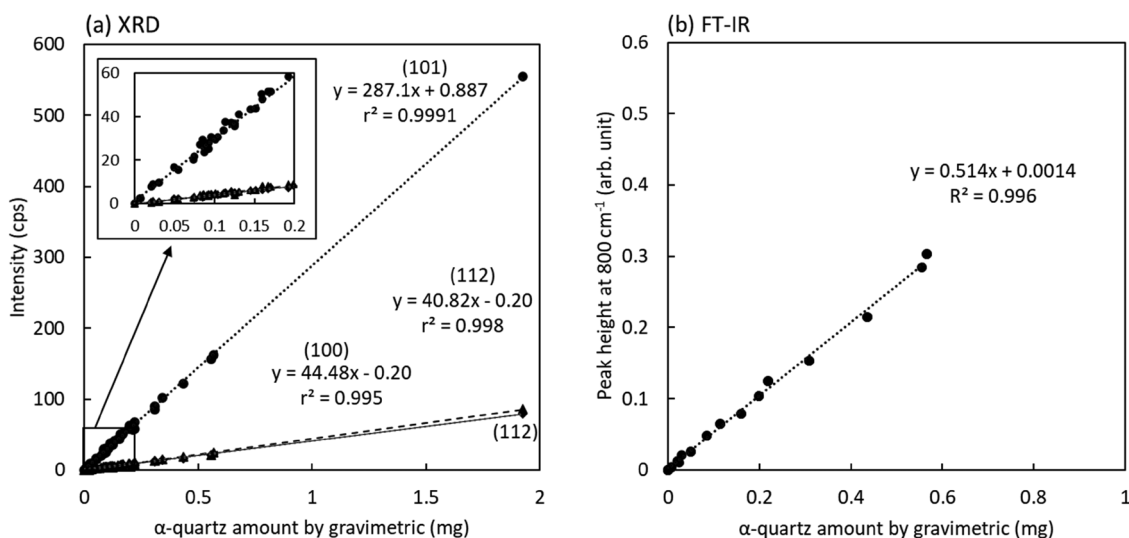 (a) XRD
600
500
400
300
200
100
0
0
0.5
1
1.5
2
Intensity (cps)
α-quartz amount by gravimetric (mg)
60
40
20
0
0
0.05
0.1
0.15
0.2
(101)
y = 287.1x + 0.887
r² = 0.9991
(112)
y = 40.82x - 0.20
r² = 0.998
(100)
y = 44.48x - 0.20
r² = 0.995
(112)
(b) FT-IR
0.6
0.5
0.4
0.3
0.2
0.1
0
0
0.2
0.4
0.6
0.8
1
Peak height at 800 cm⁻¹ (arb. unit)
α-quartz amount by gravimetric (mg)
y = 0.514x + 0.0014
R² = 0.996